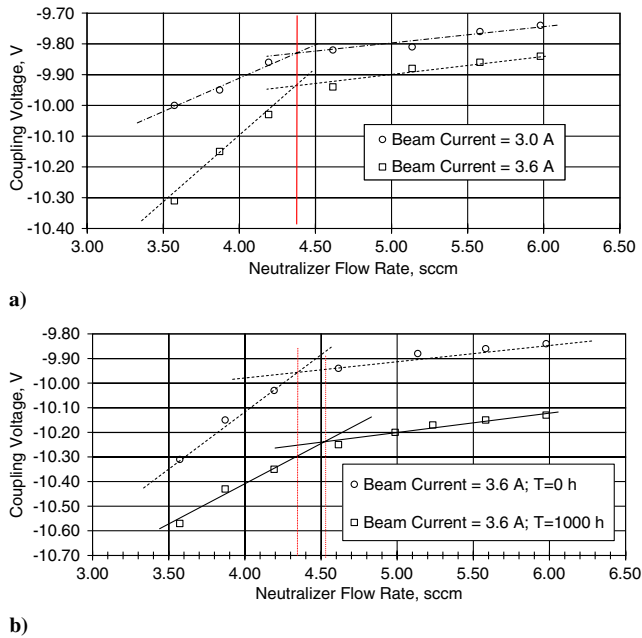 -9.70
-9.80
-9.90
-10.00
-10.10
-10.20
-10.30
-10.40
Coupling Voltage, V
Beam Current = 3.0 A
Beam Current = 3.6 A
3.00 3.50 4.00 4.50 5.00 5.50 6.00 6.50
Neutralizer Flow Rate, sccm
a)
-9.80
-9.90
-10.00
-10.10
-10.20
-10.30
-10.40
-10.50
-10.60
-10.70
Coupling Voltage, V
Beam Current = 3.6 A; T=0 h
Beam Current = 3.6 A; T=1000 h
3.00 3.50 4.00 4.50 5.00 5.50 6.00 6.50
Neutralizer Flow Rate, sccm
b)